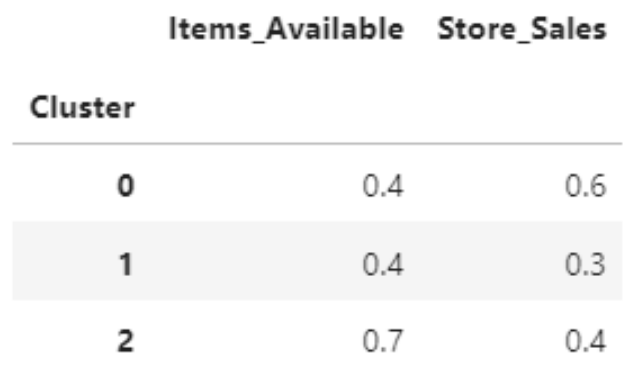 Items_Available Store_Sales
Cluster
0 0.4 0.6
1 0.4 0.3
2 0.7 0.4